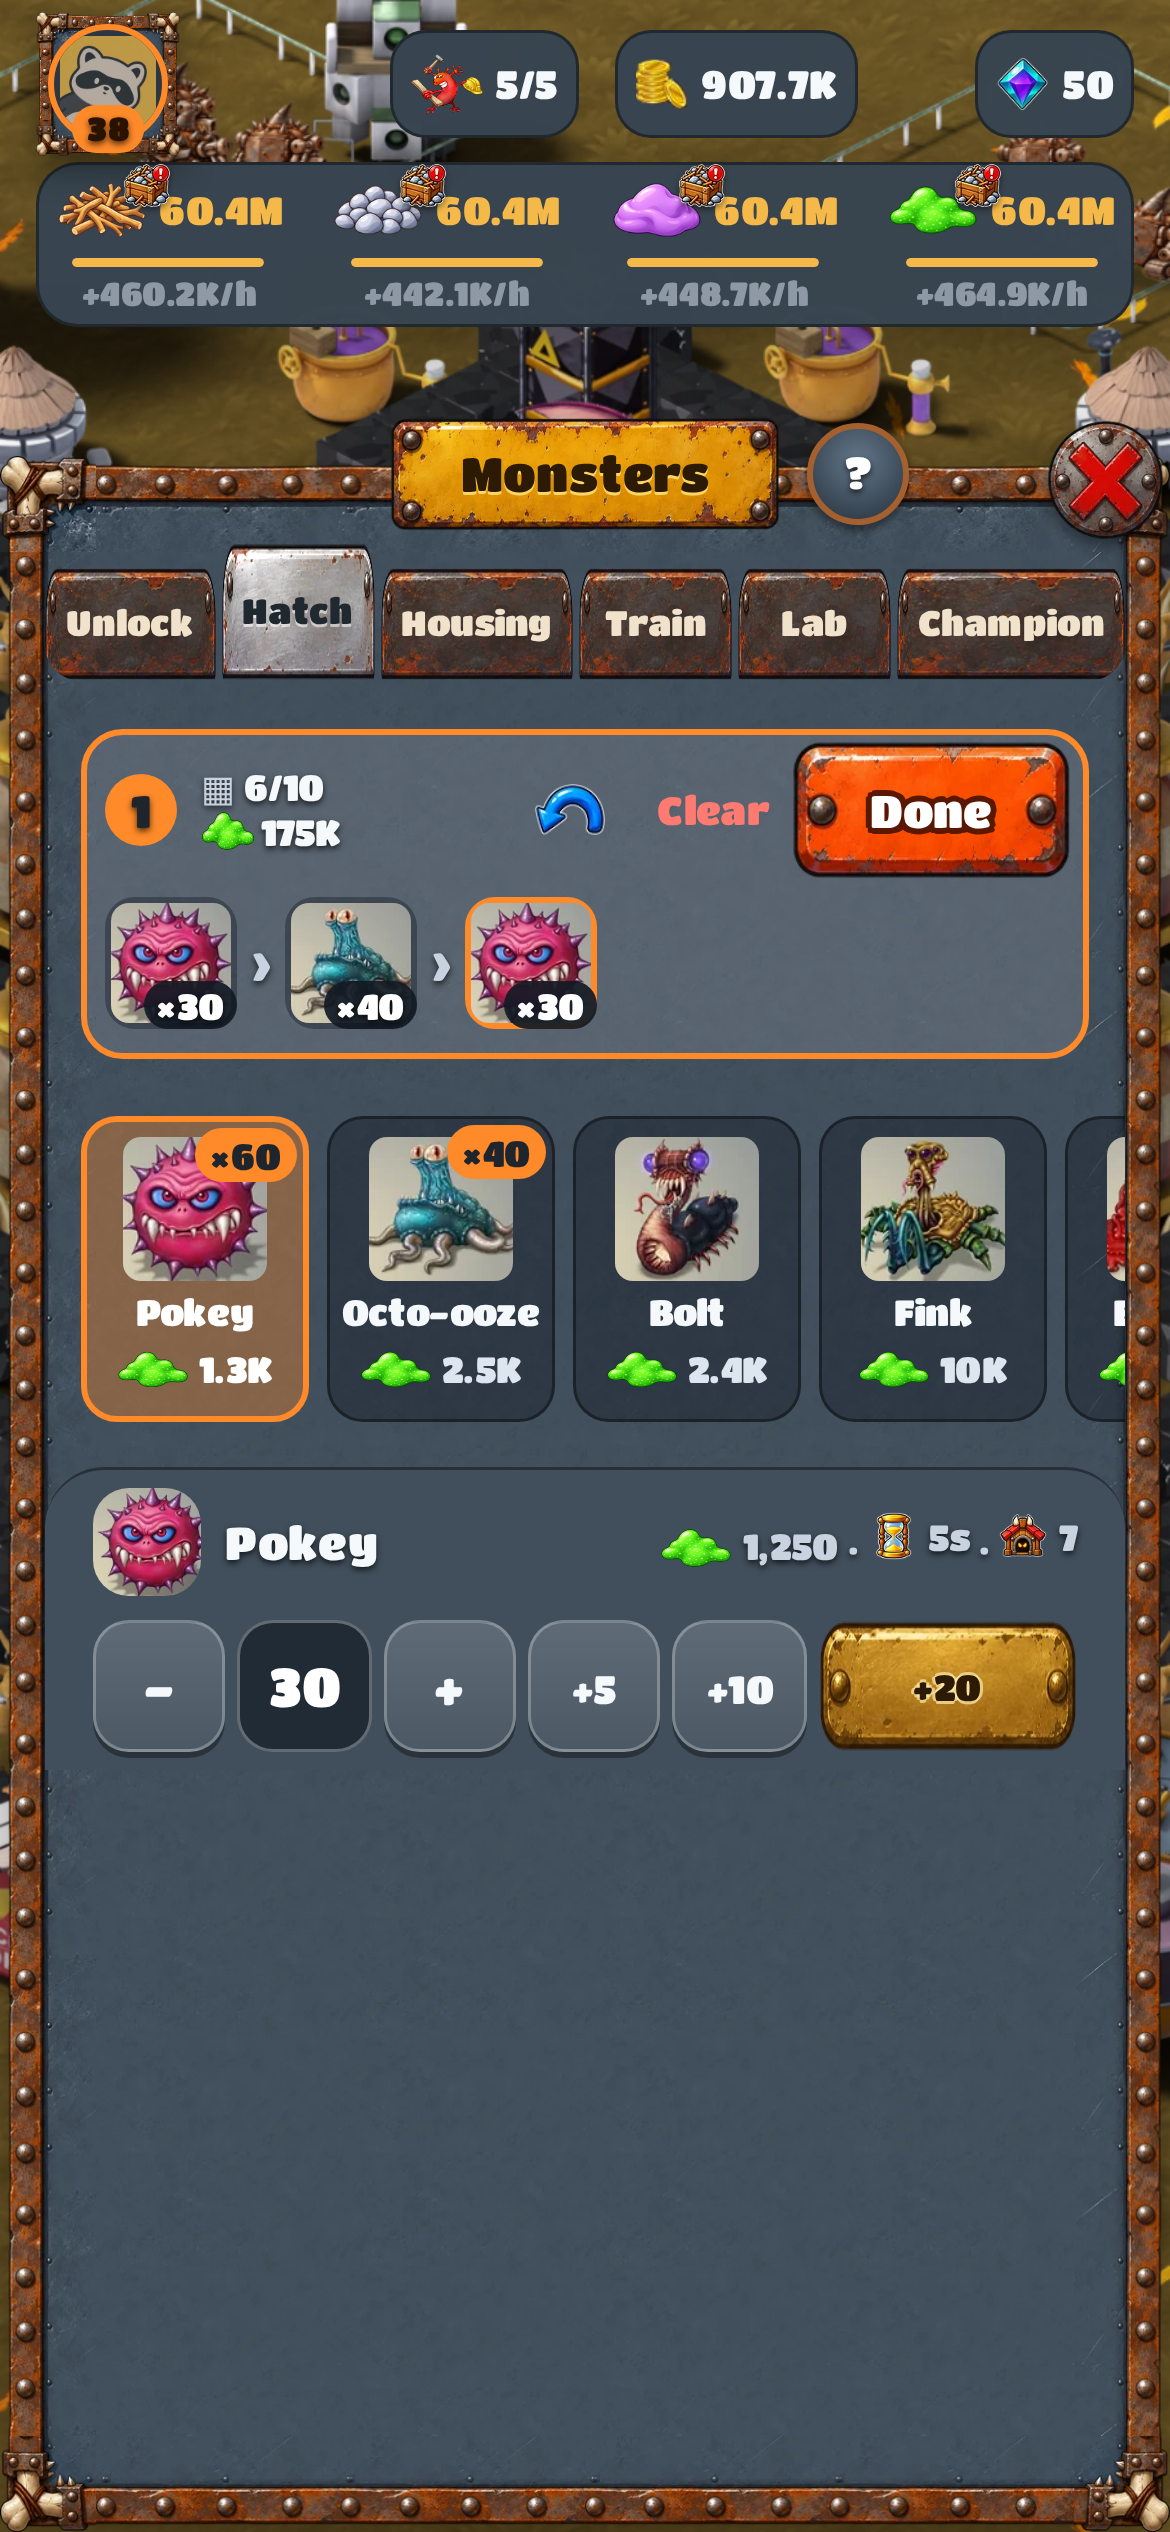 38
5/5
907.7K
50
60.4M
60.4M
60.4M
60.4M
+460.2K/h
+442.1K/h
+448.7K/h
+464.9K/h
Monsters
?
Unlock
Hatch
Housing
Train
Lab
Champion
1
6/10
175K
Clear
Done
×30
×40
×30
×60
×40
Pokey
Octo-ooze
Bolt
Fink
1.3K
2.5K
2.4K
10K
Pokey
1,250 · 5s · 7
-
30
+
+5
+10
+20